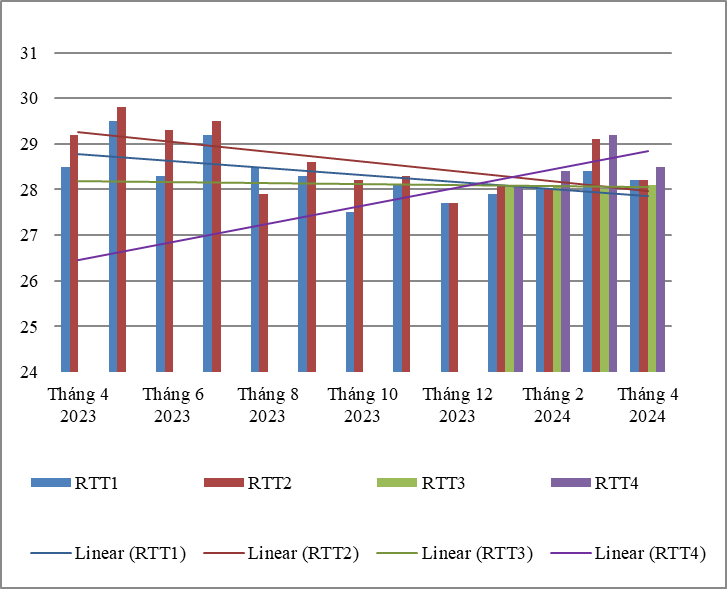 31
30
29
28
27
26
25
24
Tháng 4 Tháng 6 Tháng 8 Tháng 10 Tháng 12 Tháng 2 Tháng 4
2023 2023 2023 2023 2023 2024 2024
RTT1 RTT2 RTT3 RTT4
Linear (RTT1) Linear (RTT2) Linear (RTT3) Linear (RTT4)